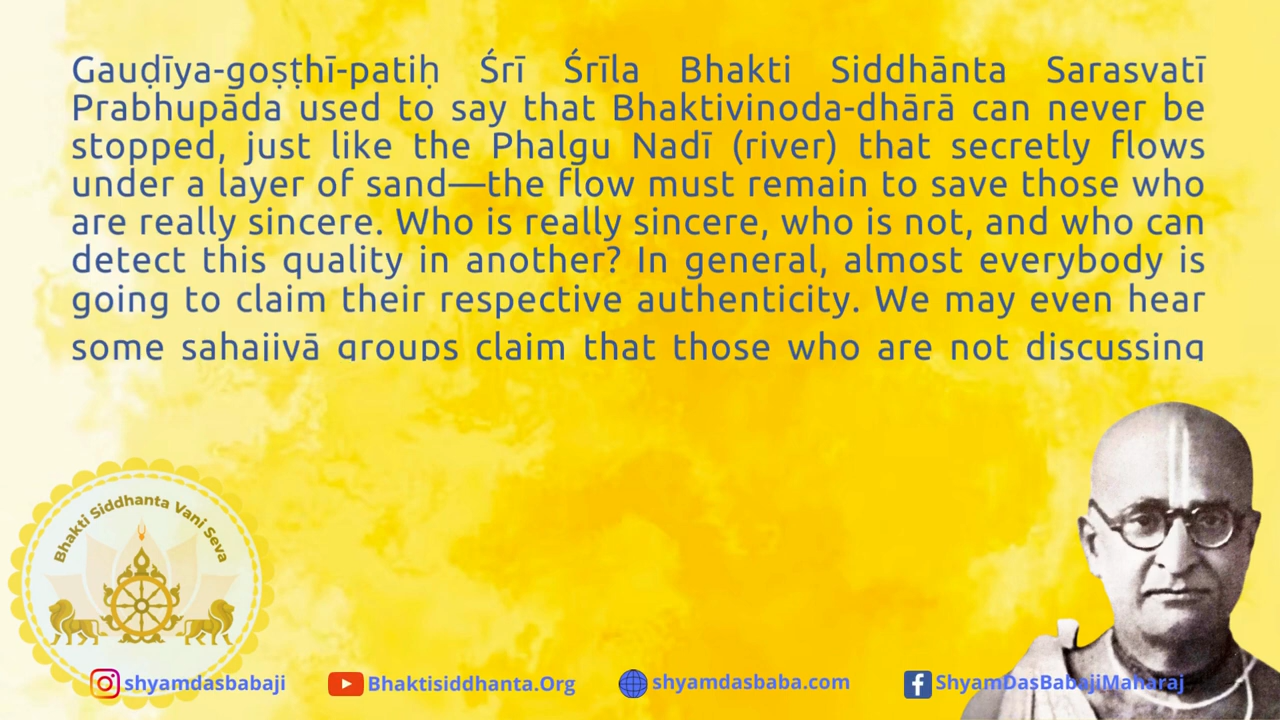 Gauḍīya-goṣṭhī-patiḥ Śrī Śrīla Bhakti Siddhānta Sarasvatī
Prabhupāda used to say that Bhaktivinoda-dhārā can never be
stopped, just like the Phalgu Nadī (river) that secretly flows
under a layer of sand—the flow must remain to save those who
are really sincere. Who is really sincere, who is not, and who can
detect this quality in another? In general, almost everybody is
going to claim their respective authenticity. We may even hear
some sahajiyā groups claim that those who are not discussing
Bhakti Siddhanta Vani Seva
shyamdasbabaji
Bhaktisiddhanta.Org
shyamdasbaba.com
ShyamDasBabajiMaharaj